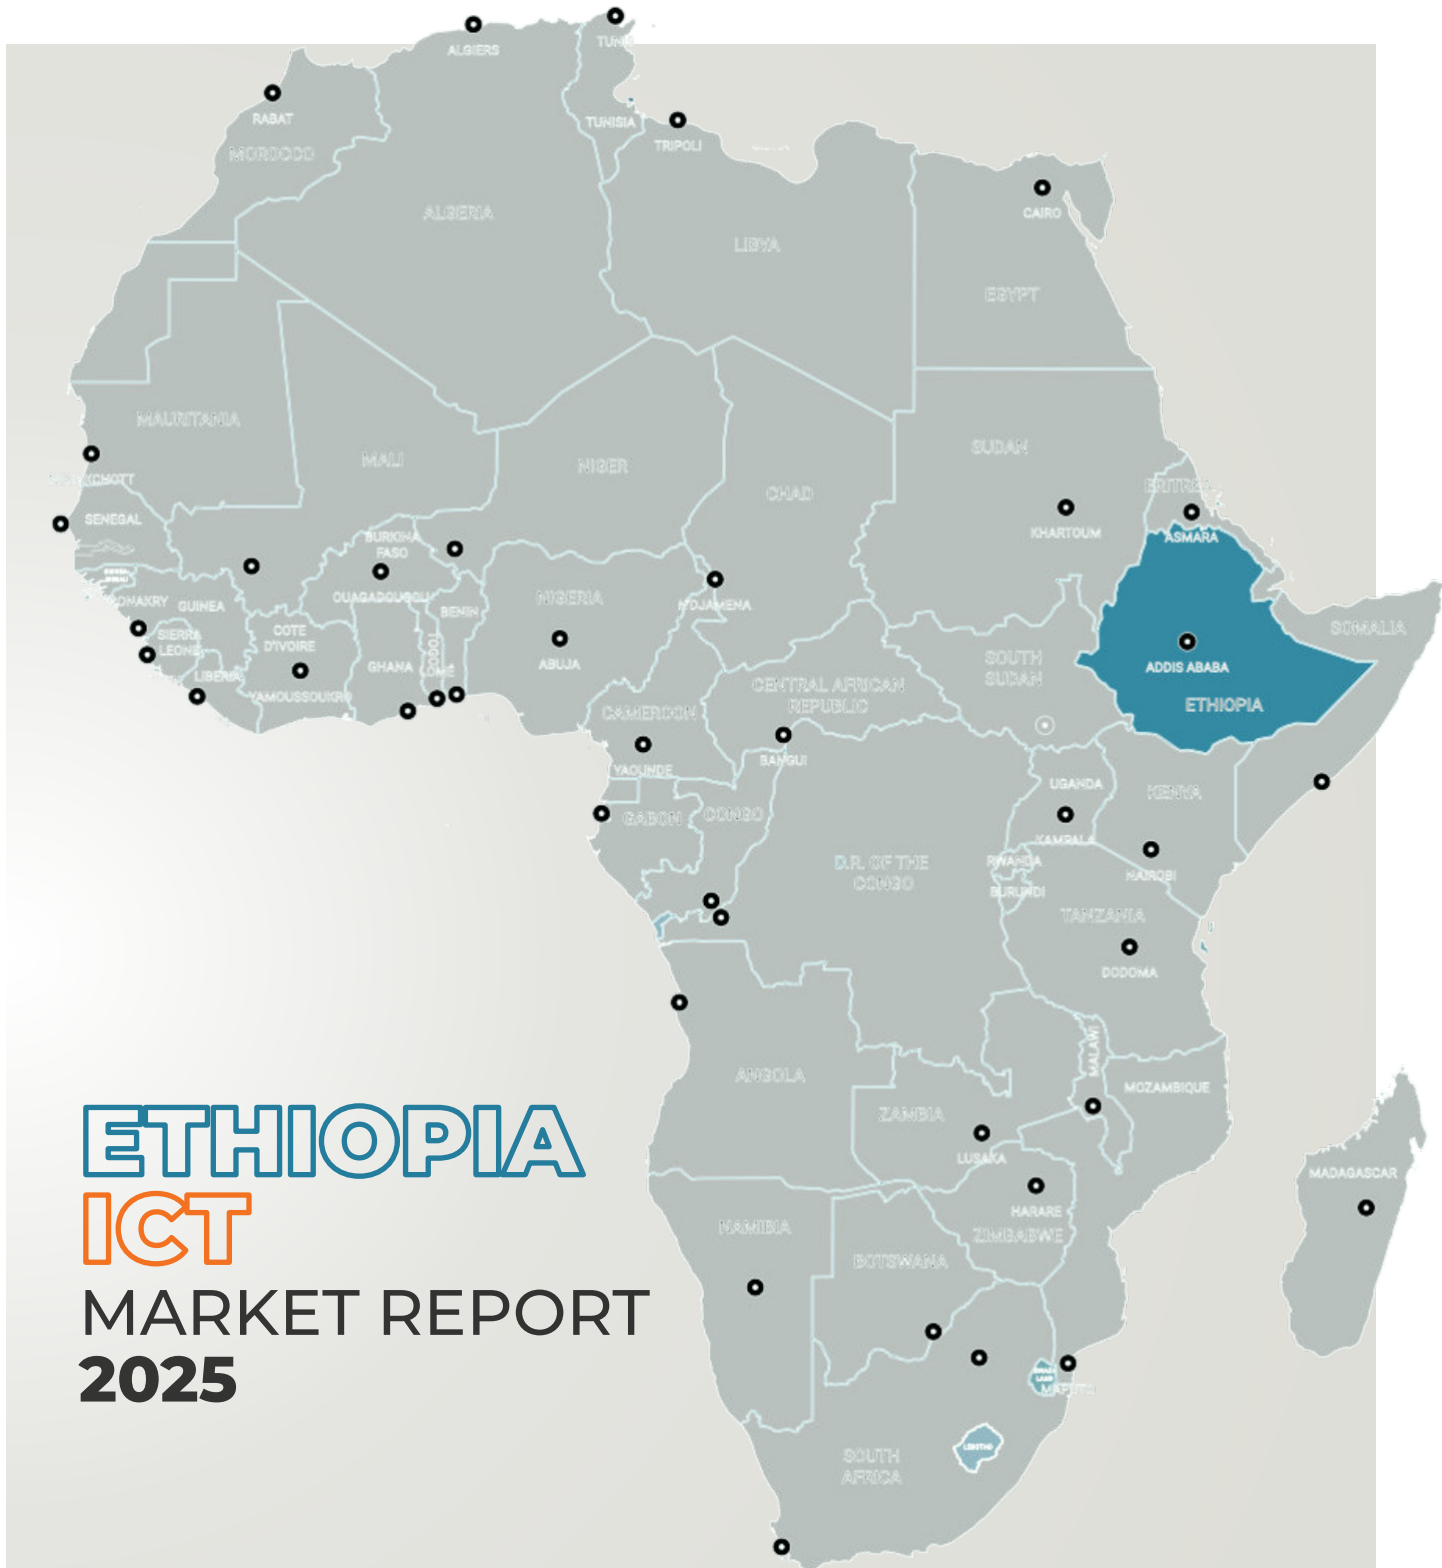 ALGIERS
RABAT
MOROCCO
TUNISIA
TRIPOLI
ALGERIA
LIBYA
CAIRO
EGYPT
MAURITANIA
MALI
NIGER
CHAD
SUDAN
KHARTOUM
ASMARA
SENEGAL
BURKINA
FASO
OUAGADOUGOU
GUINEA
SIERRA
LEONE
LIBERIA
COTE
D'IVOIRE
YAMOUSSOUKRO
GHANA
TOGO
BENIN
NIGERIA
ABUJA
N'DJAMENA
CAMEROON
YAOUNDE
CENTRAL AFRICAN
REPUBLIC
BANGUI
SOUTH
SUDAN
ADDIS ABABA
ETHIOPIA
SOMALIA
GABON
CONGO
D.R. OF THE
CONGO
UGANDA
KAMPALA
KENYA
NAIROBI
RWANDA
BURUNDI
TANZANIA
DODOMA
ANGOLA
ZAMBIA
LUSAKA
MALAWI
MOZAMBIQUE
HARARE
ZIMBABWE
MADAGASCAR
NAMIBIA
BOTSWANA
MAPUTO
LESOTHO
SOUTH
AFRICA
ETHIOPIA
ICT
MARKET REPORT
2025